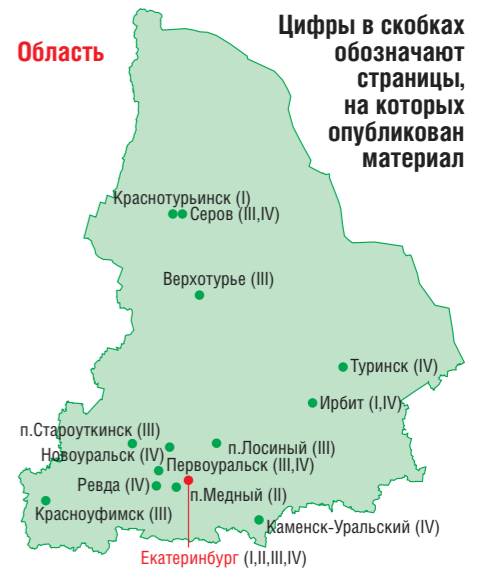 Область
Цифры в скобках
обозначают
страницы,
на которых
опубликован
материал
Краснотурьинск (I)
Серов (III,IV)
Верхотурье (III)
Туринск (IV)
Ирбит (I,IV)
п.Староуткинск (III)
п.Лосиный (III)
Новоуральск (IV)
Первоуральск (III,IV)
Ревда (IV)
п.Медный (II)
Красноуфимск (III)
Каменск-Уральский (IV)
Екатеринбург (I,II,III,IV)